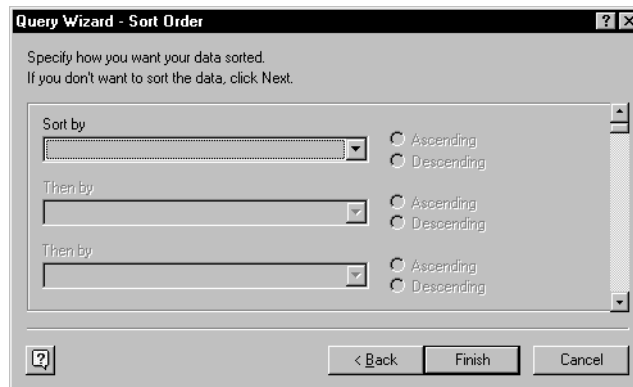 Query Wizard - Sort Order
Specify how you want your data sorted.
If you don't want to sort the data, click Next.
Sort by
Ascending
Descending
Then by
Ascending
Descending
Then by
Ascending
Descending
< Back
Finish
Cancel